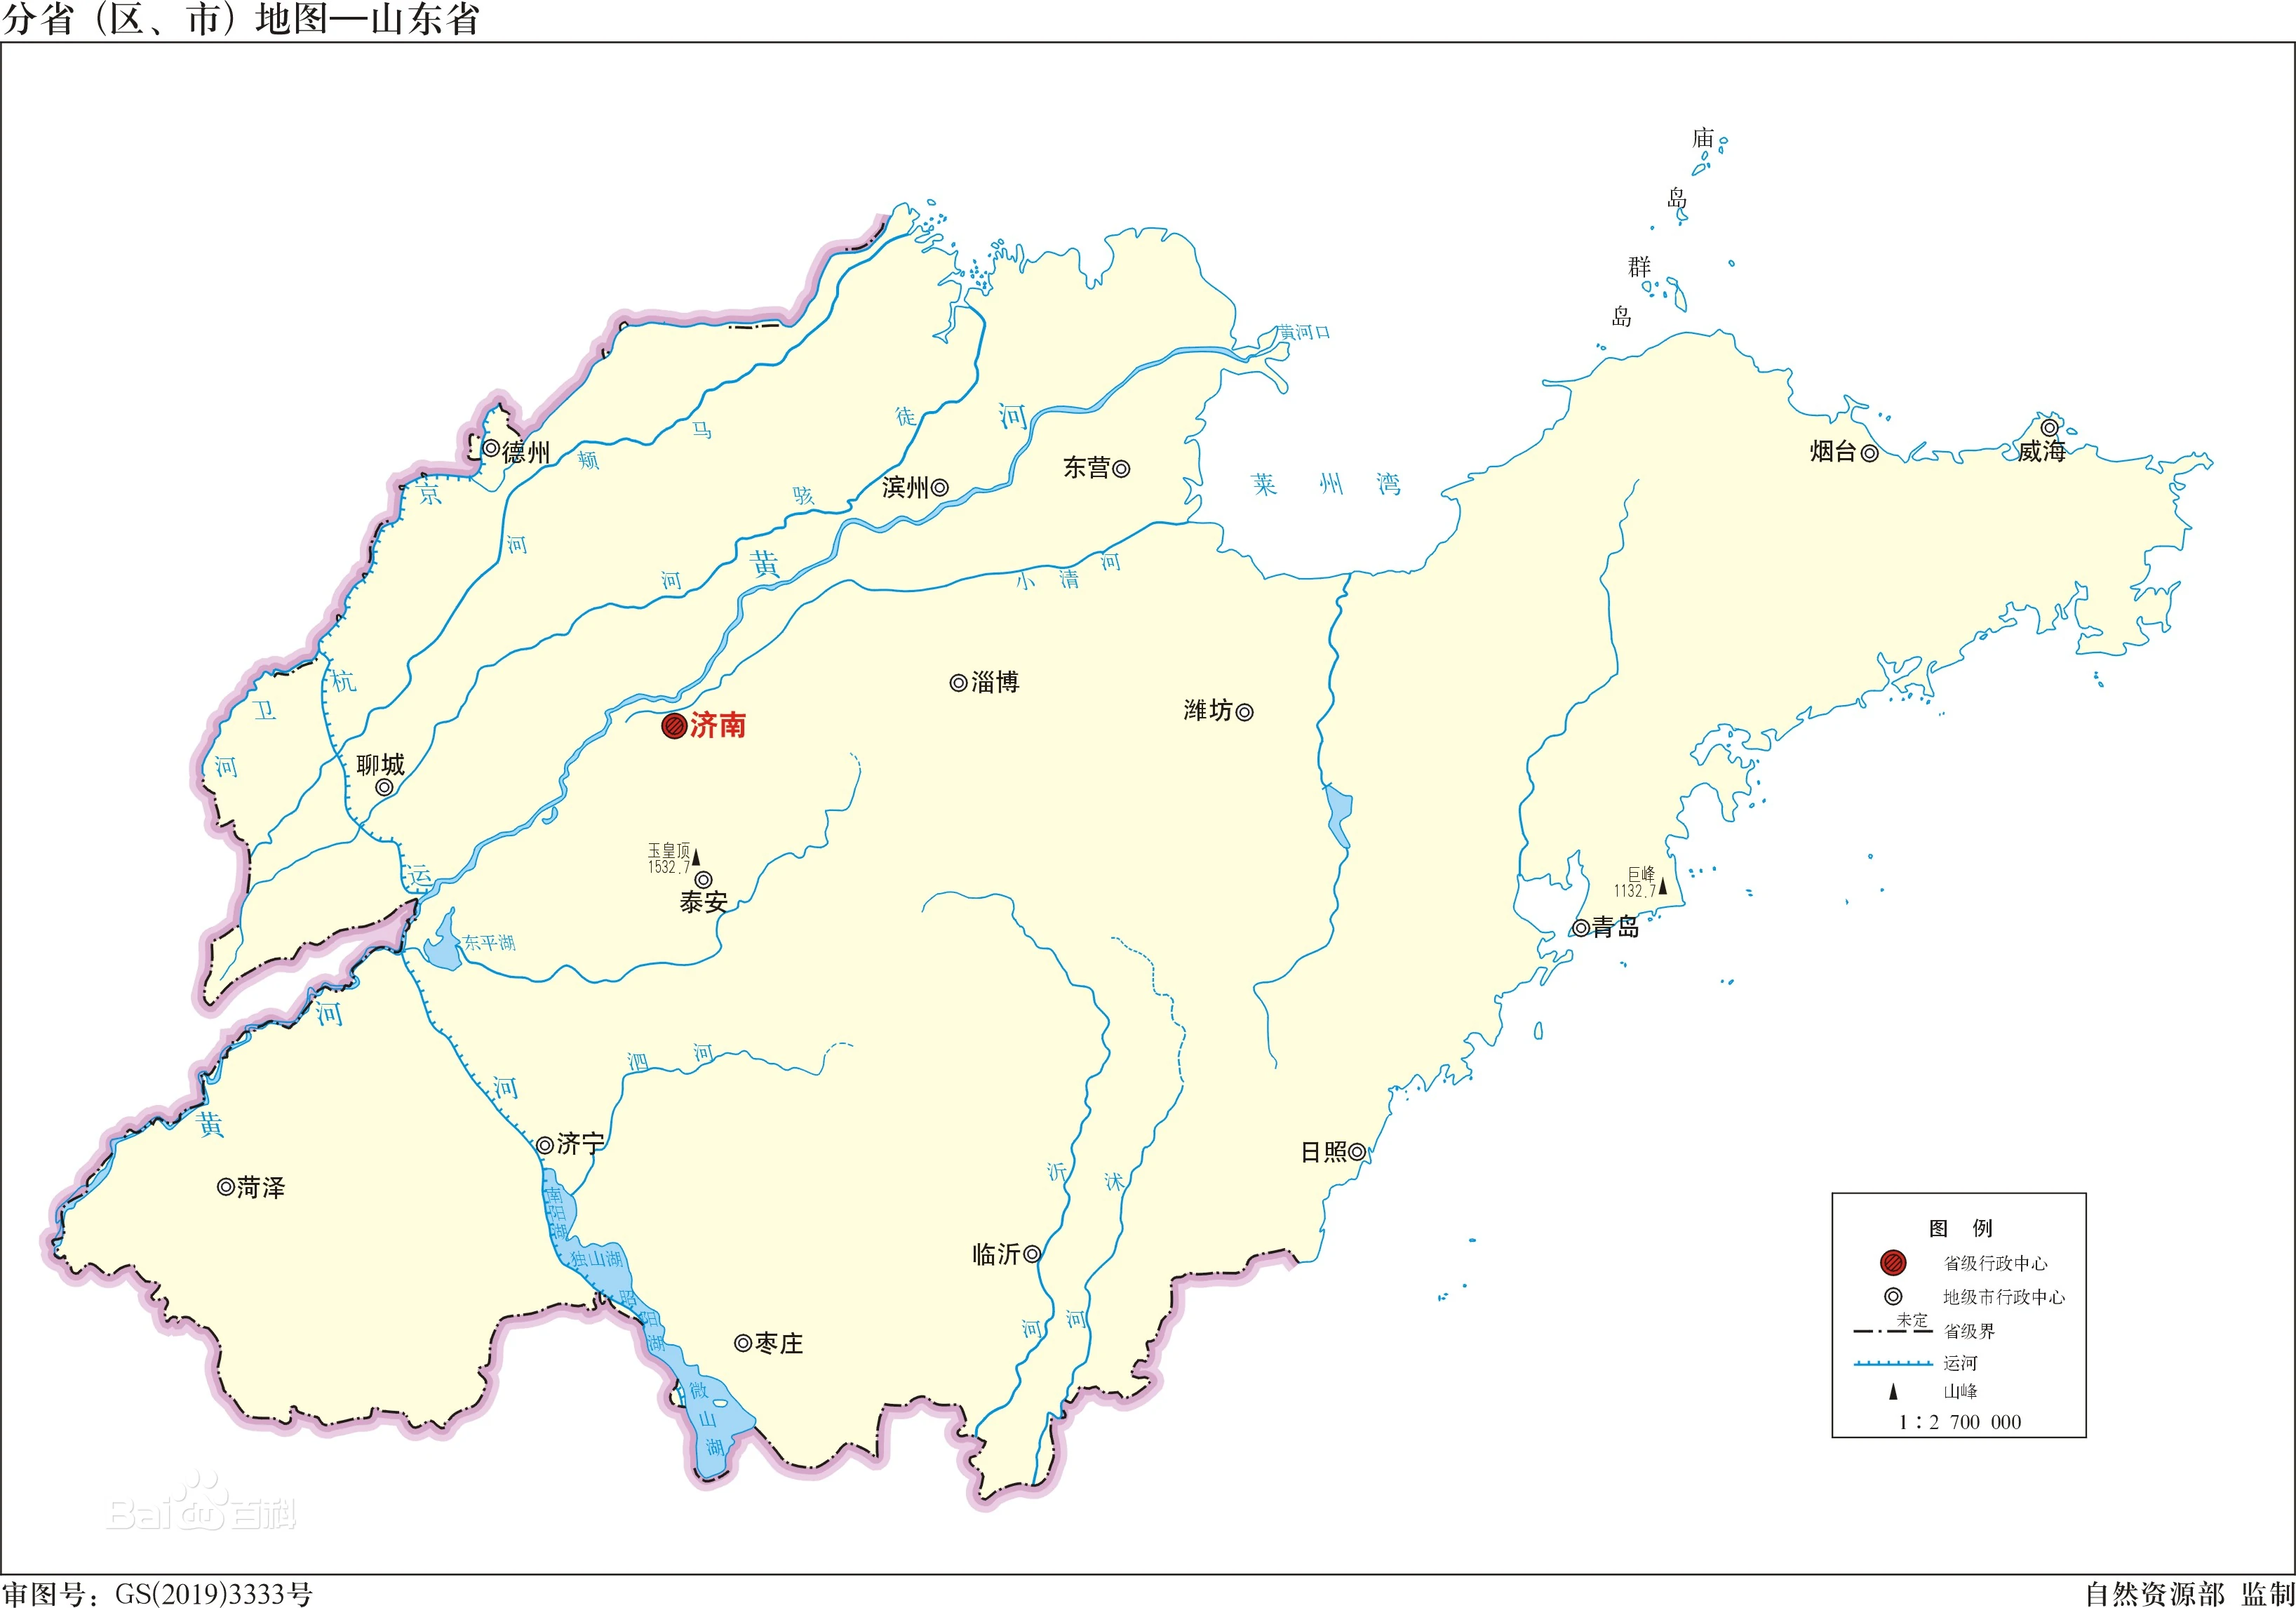 分省（区、市）地图—山东省
庙
岛
群
岛
黄河口
德州
京
马
颊
河
徒
骇
河
河
黄
滨州
东营
莱州湾
烟台
威海
小清河
杭
卫
河
济南
淄博
潍坊
聊城
玉皇顶
1532.7
泰安
运
东平湖
巨峰
1132.7
青岛
河
黄
河
泗河
济宁
菏泽
南阳湖
独山湖
昭阳湖
微山湖
枣庄
沂
河
沭
河
临沂
日照
图 例
省级行政中心
地级市行政中心
未定
省级界
运河
山峰
1：2 700 000
Bai百科
审图号：GS(2019)3333号
自然资源部 监制